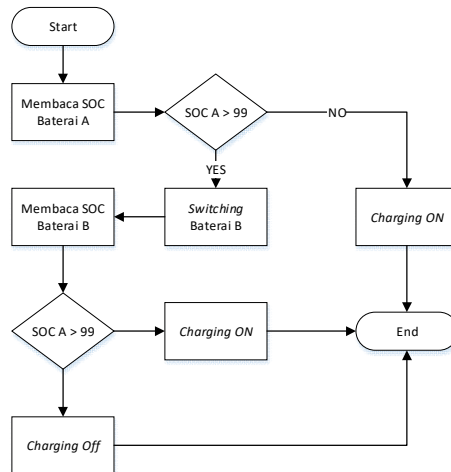 Start
Membaca SOC
Baterai A
SOC A > 99
NO
YES
Membaca SOC
Baterai B
Switching
Baterai B
Charging ON
SOC A > 99
Charging ON
End
Charging Off